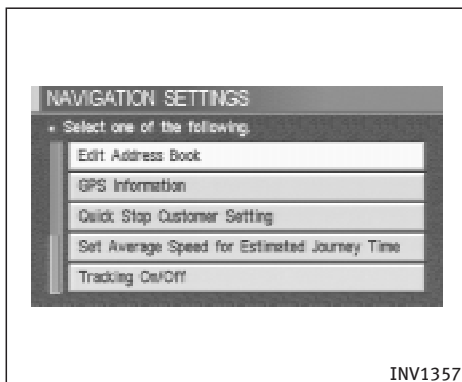 NAVIGATION SETTINGS
Select one of the following.
Edit Address Book
GPS Information
Quick Stop Customer Setting
Set Average Speed for Estimated Journey Time
Tracking On/Off
INV1357